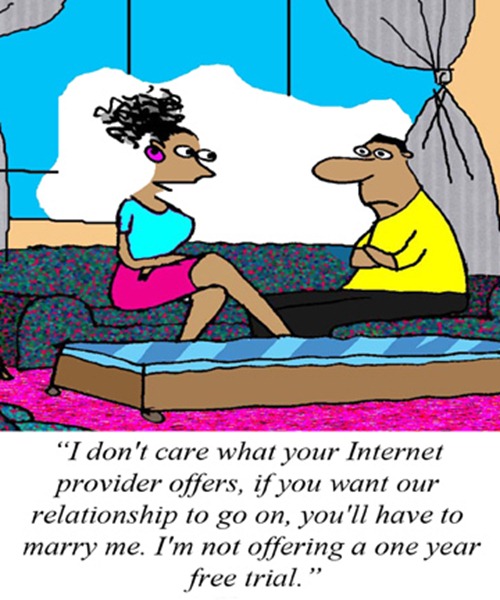 “I don't care what your Internet
provider offers, if you want our
relationship to go on, you'll have to
marry me. I'm not offering a one year
free trial.”